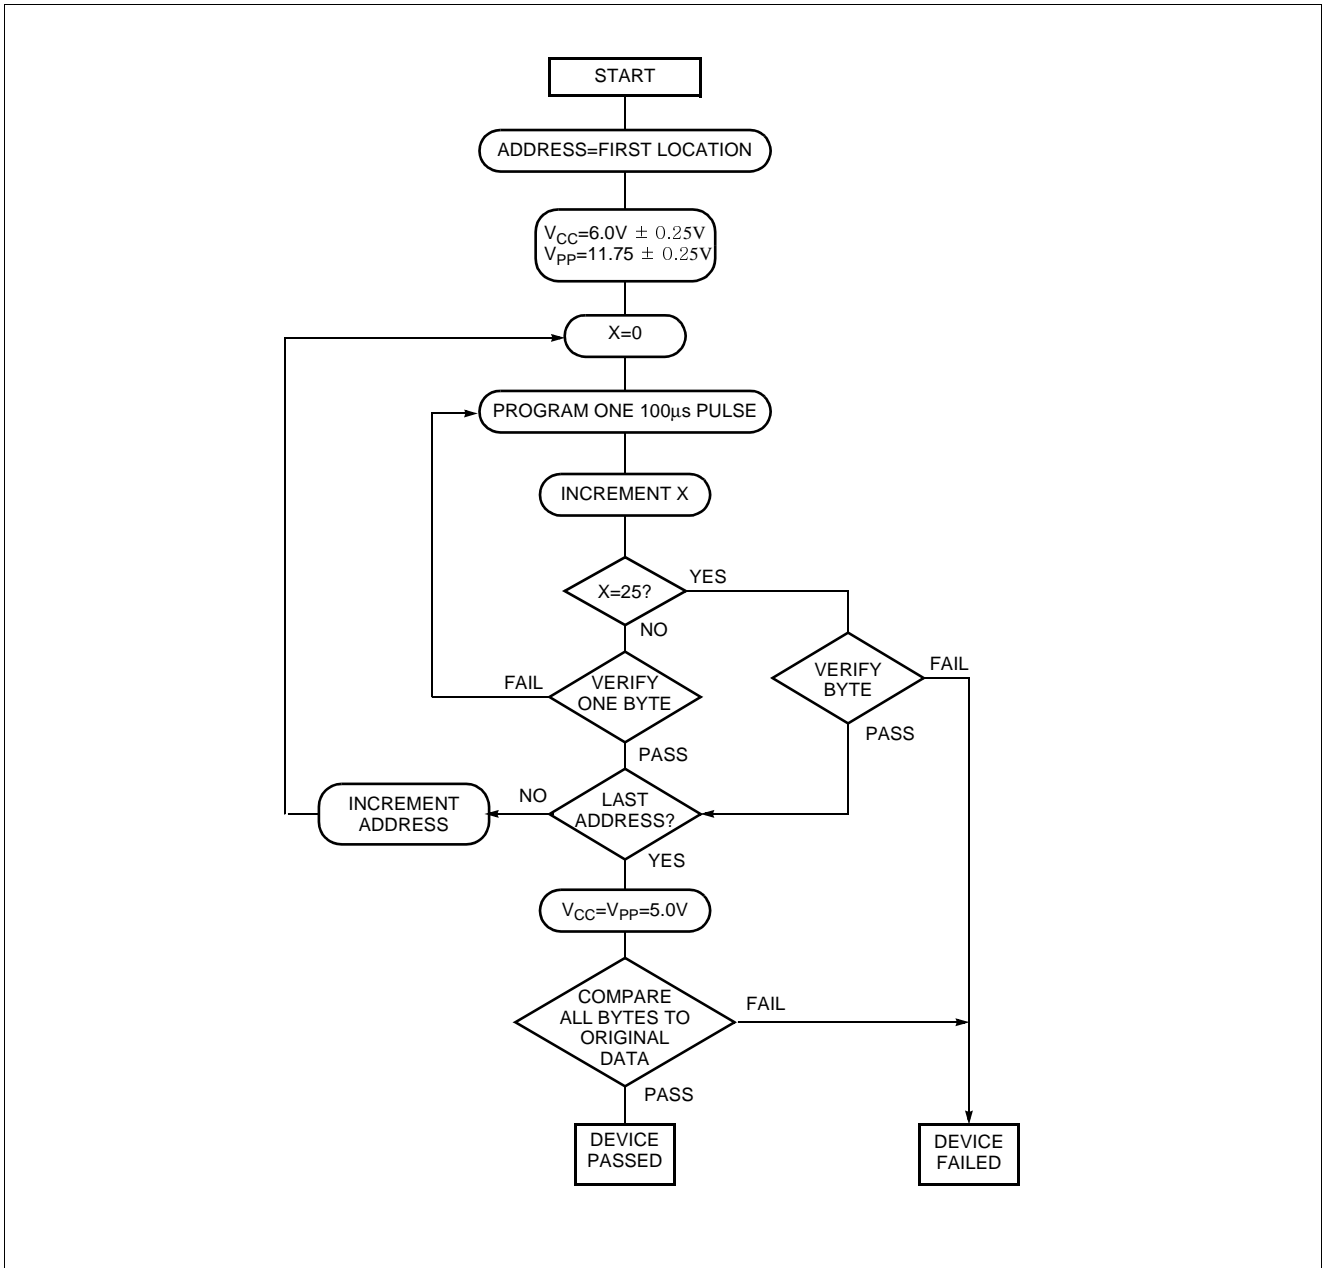 START
ADDRESS=FIRST LOCATION
VCC=6.0V ± 0.25V
VPP=11.75 ± 0.25V
X=0
PROGRAM ONE 100µs PULSE
INCREMENT X
X=25?
YES
NO
VERIFY
ONE BYTE
FAIL
PASS
VERIFY
BYTE
FAIL
PASS
LAST
ADDRESS?
NO
INCREMENT
ADDRESS
YES
VCC=VPP=5.0V
COMPARE
ALL BYTES TO
ORIGINAL
DATA
FAIL
PASS
DEVICE
PASSED
DEVICE
FAILED